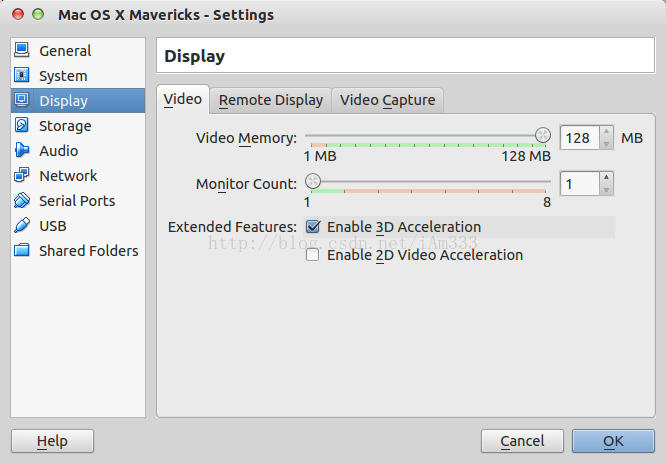 Mac OS X Mavericks - Settings
General
System
Display
Storage
Audio
Network
Serial Ports
USB
Shared Folders
Display
Video Remote Display Video Capture
Video Memory: 128 MB
1 MB 128 MB
Monitor Count: 1
1 8
Extended Features: Enable 3D Acceleration
http://blog.csdn.net/iAm333
Enable 2D Video Acceleration
Help Cancel OK